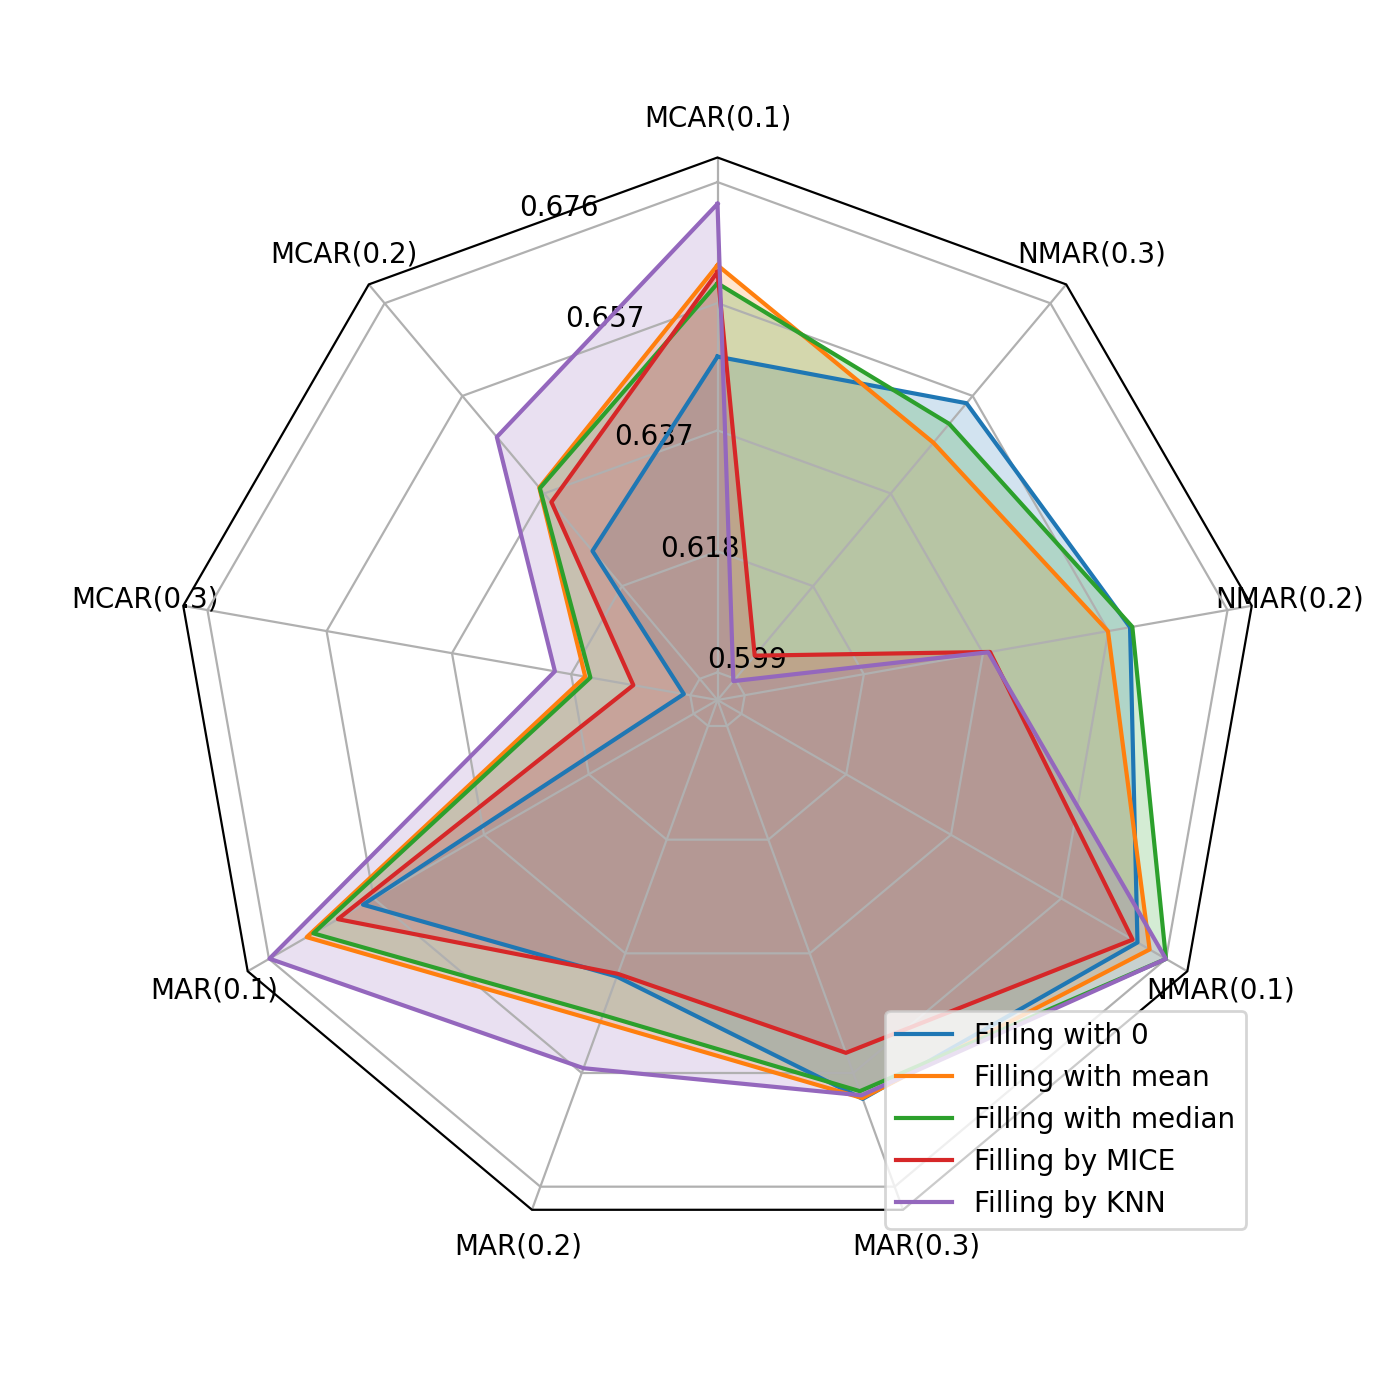 MCAR(0.1)
0.676
MCAR(0.2)
NMAR(0.3)
0.657
0.637
0.618
MCAR(0.3)
NMAR(0.2)
0.599
MAR(0.1)
NMAR(0.1)
Filling with 0
Filling with mean
Filling with median
Filling by MICE
Filling by KNN
MAR(0.2)
MAR(0.3)